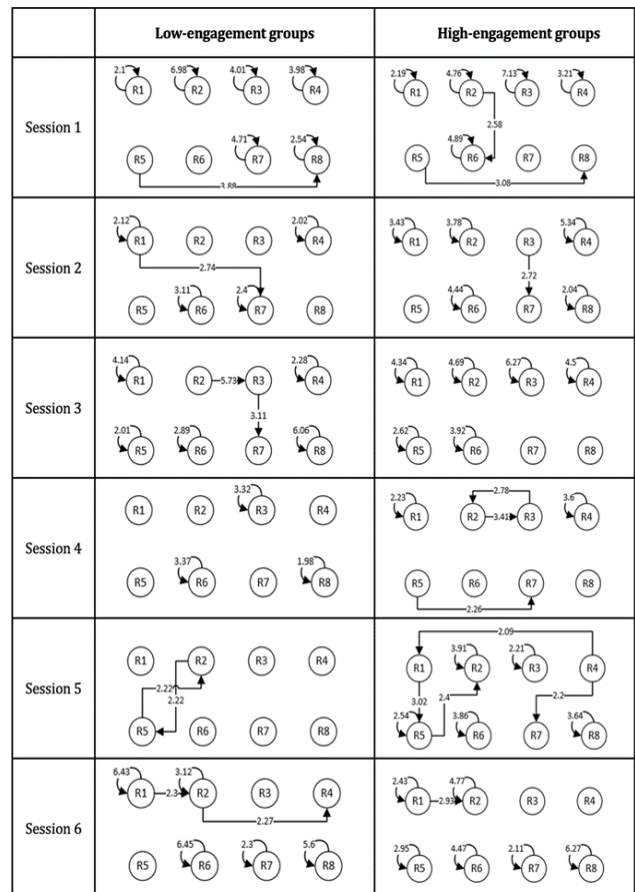 Low-engagement groups High-engagement groups
Session 1
2.1 6.98 4.01 3.98
R1 R2 R3 R4
4.71 2.54
R5 R6 R7 R8
3.88
2.19 4.76 7.13 3.21
R1 R2 R3 R4
2.58
4.89
R5 R6 R7 R8
3.08
Session 2
2.12 2.02
R1 R2 R3 R4
2.74
3.11 2.4
R5 R6 R7 R8
3.43 3.78 5.34
R1 R2 R3 R4
2.72
4.44 2.04
R5 R6 R7 R8
Session 3
4.14 2.28
R1 R2 5.73 R3 R4
3.11
2.01 2.89 6.06
R5 R6 R7 R8
4.34 4.69 6.27 4.5
R1 R2 R3 R4
2.62 3.92
R5 R6 R7 R8
Session 4
3.32
R1 R2 R3 R4
3.37 1.98
R5 R6 R7 R8
2.23 2.78 3.6
R1 R2 3.41 R3 R4
R5 R6 R7 R8
2.26
Session 5
R1 R2 R3 R4
2.22
2.22
R5 R6 R7 R8
2.09
3.91 2.21
R1 R2 R3 R4
3.02 2.4 2.2
2.54 3.86 3.64
R5 R6 R7 R8
Session 6
6.43 3.12
R1 2.3 R2 R3 R4
2.27
6.45 2.3 5.6
R5 R6 R7 R8
2.43 4.77
R1 2.93 R2 R3 R4
2.95 4.47 2.11 6.27
R5 R6 R7 R8